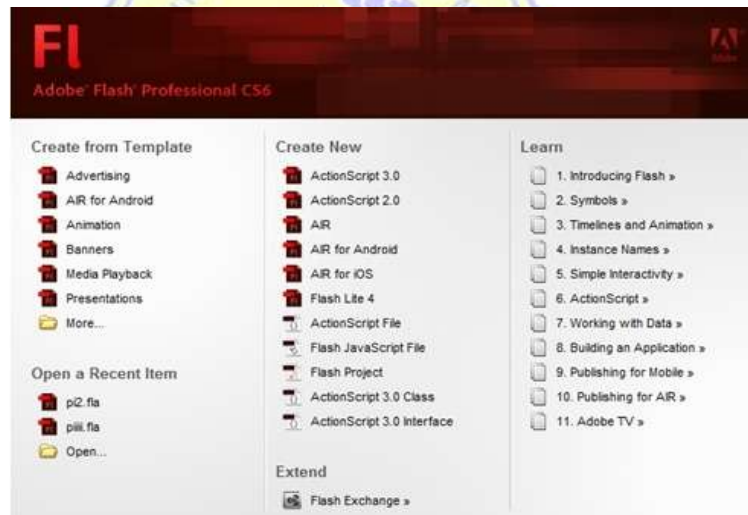 Fl
Adobe® Flash® Professional CS6
Adobe
Create from Template
Advertising
AIR for Android
Animation
Banners
Media Playback
Presentations
More...
Open a Recent Item
pi2.fla
piiii.fla
Open...
Create New
ActionScript 3.0
ActionScript 2.0
AIR
AIR for Android
AIR for iOS
Flash Lite 4
ActionScript File
Flash JavaScript File
Flash Project
ActionScript 3.0 Class
ActionScript 3.0 Interface
Extend
Flash Exchange »
Learn
1. Introducing Flash »
2. Symbols »
3. Timelines and Animation »
4. Instance Names »
5. Simple Interactivity »
6. ActionScript »
7. Working with Data »
8. Building an Application »
9. Publishing for Mobile »
10. Publishing for AIR »
11. Adobe TV »